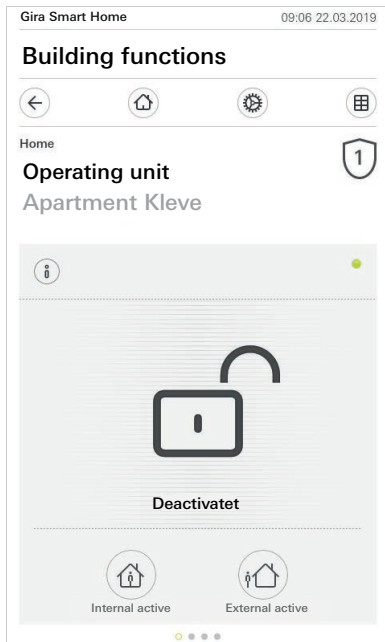 Gira Smart Home 09:06 22.03.2019
Building functions
Home
Operating unit
1
Apartment Kleve
Deactivatet
Internal active External active